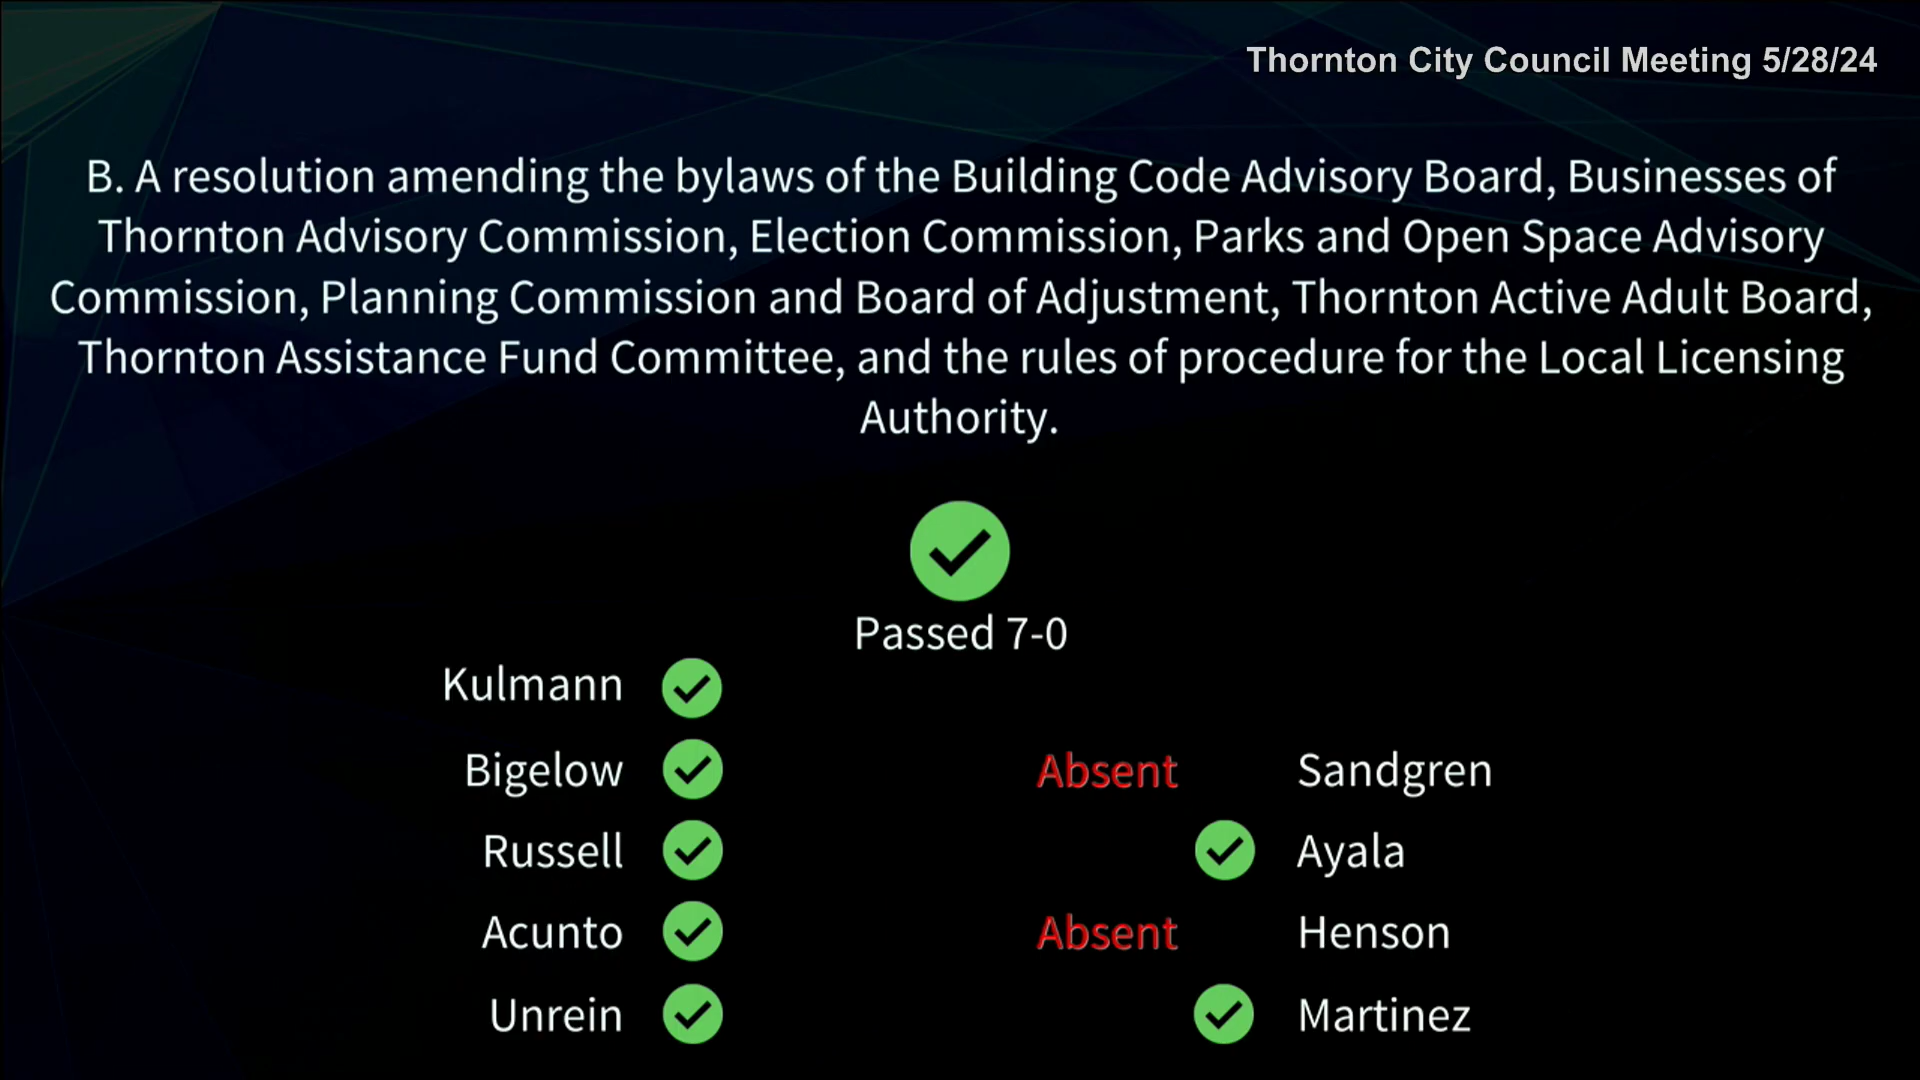 Thornton City Council Meeting 5/28/24
B. A resolution amending the bylaws of the Building Code Advisory Board, Businesses of
Thornton Advisory Commission, Election Commission, Parks and Open Space Advisory
Commission, Planning Commission and Board of Adjustment, Thornton Active Adult Board,
Thornton Assistance Fund Committee, and the rules of procedure for the Local Licensing
Authority.
Passed 7-0
Kulmann
Bigelow
Absent Sandgren
Russell
Ayala
Acunto
Absent Henson
Unrein
Martinez